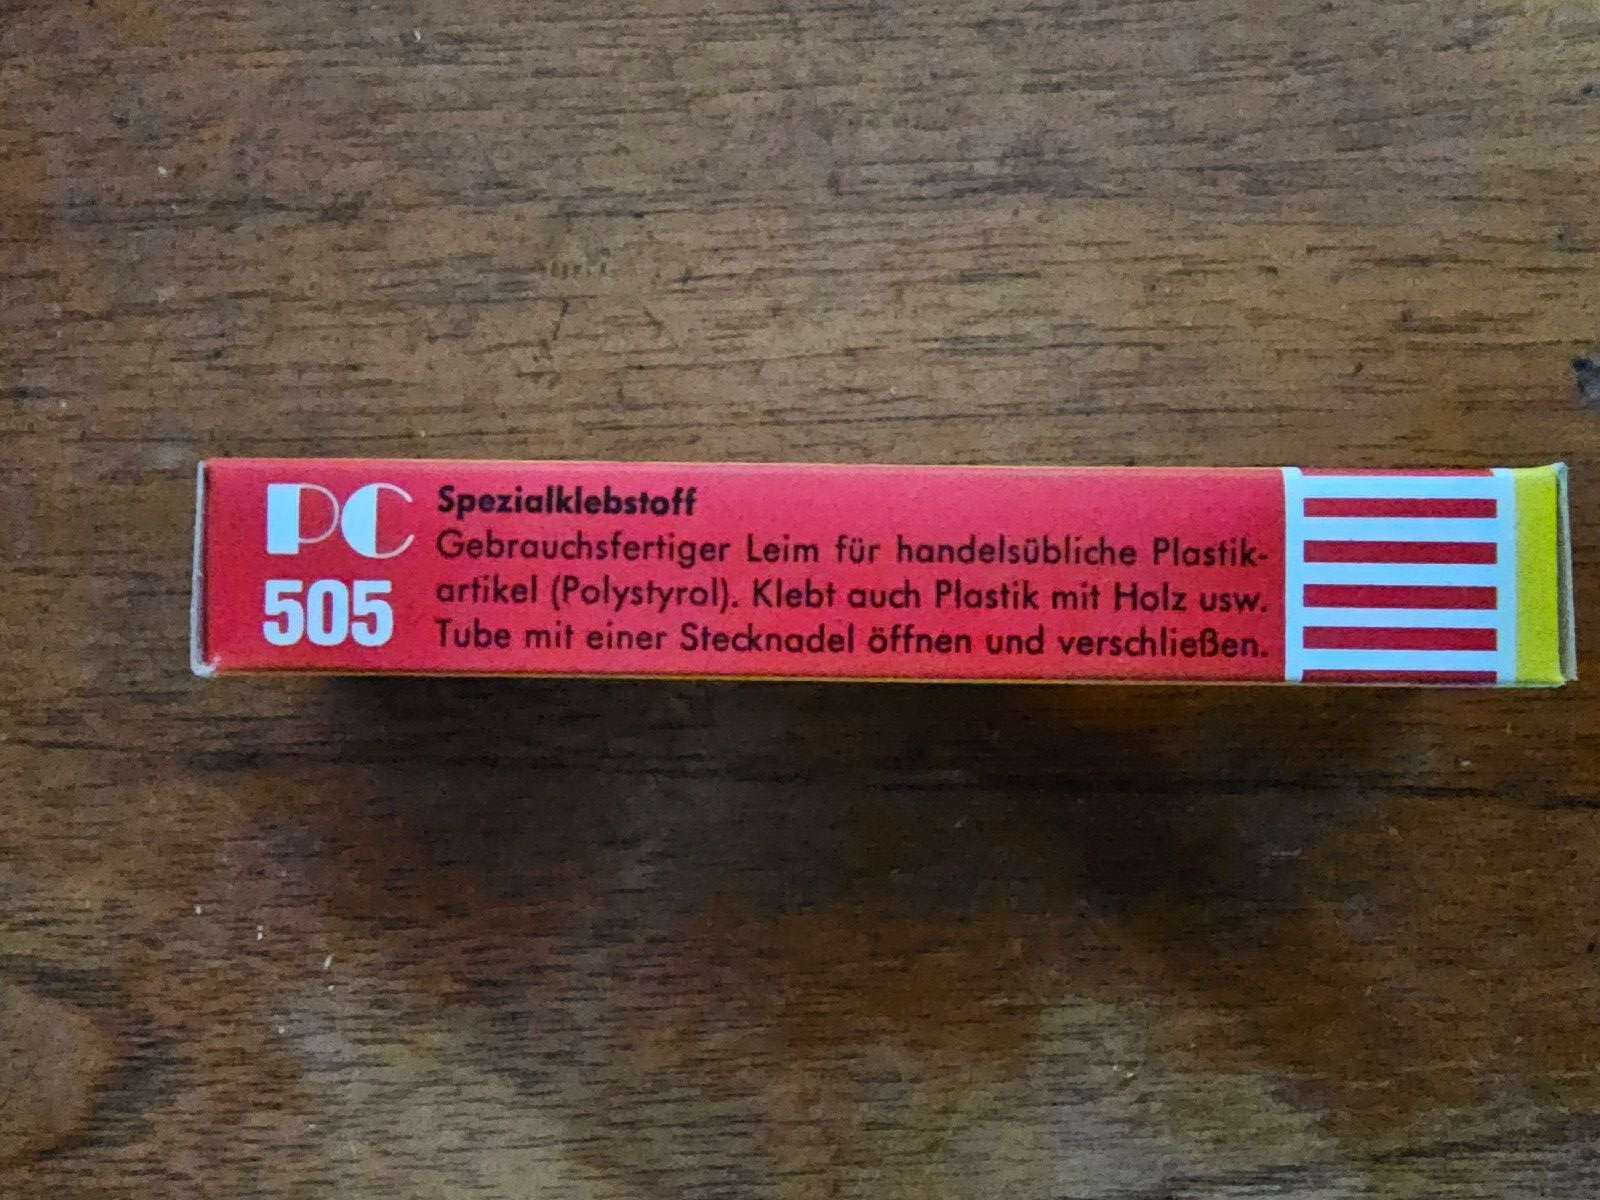 PC
505
Spezialklebstoff
Gebrauchsfertiger Leim für handelsübliche Plastik-
artikel (Polystyrol). Klebt auch Plastik mit Holz usw.
Tube mit einer Stecknadel öffnen und verschließen.